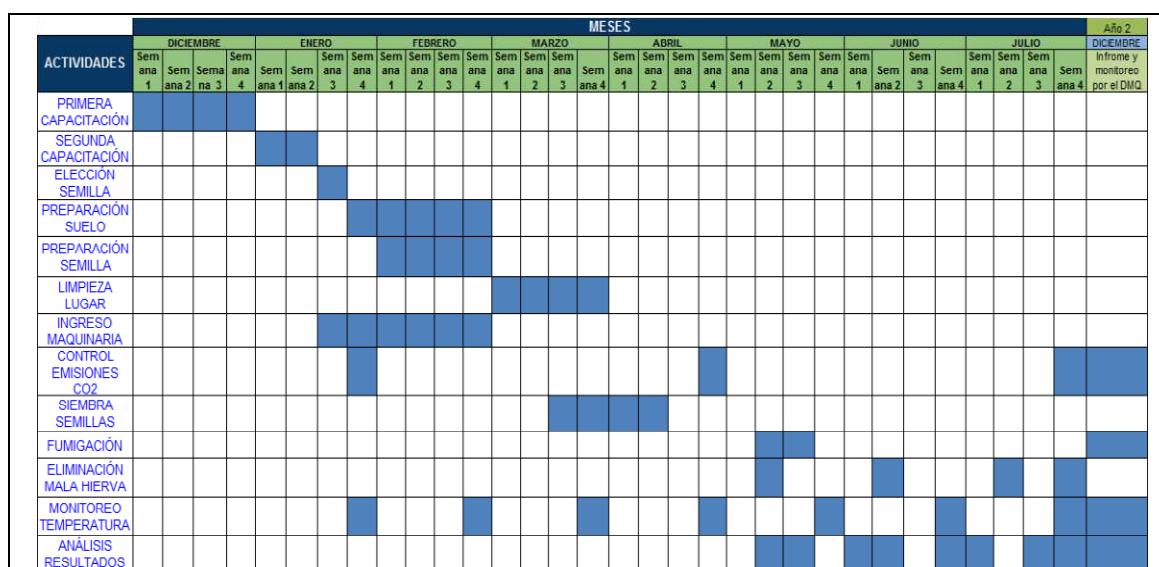 MESES Año 2
DICIEMBRE ENERO FEBRERO MARZO ABRIL MAYO JUNIO JULIO DICIEMBRE
ACTIVIDADES
Sem ana 1
Sem ana 2
Sema na 3
Sem ana 4
Sem ana 1
Sem ana 2
Sem ana 3
Sem ana 4
Sem ana 1
Sem ana 2
Sem ana 3
Sem ana 4
Sem ana 1
Sem ana 2
Sem ana 3
Sem ana 4
Sem ana 1
Sem ana 2
Sem ana 3
Sem ana 4
Sem ana 1
Sem ana 2
Sem ana 3
Sem ana 4
Sem ana 1
Sem ana 2
Sem ana 3
Sem ana 4
Sem ana 1
Sem ana 2
Sem ana 3
Sem ana 4
Infrome y
monitoreo
por el DMQ
PRIMERA
CAPACITACIÓN
SEGUNDA
CAPACITACIÓN
ELECCIÓN
SEMILLA
PREPARACIÓN
SUELO
PREPARACIÓN
SEMILLA
LIMPIEZA
LUGAR
INGRESO
MAQUINARIA
CONTROL
EMISIONES
CO2
SIEMBRA
SEMILLAS
FUMIGACIÓN
ELIMINACIÓN
MALA HIERVA
MONITOREO
TEMPERATURA
ANÁLISIS
RESULTADOS